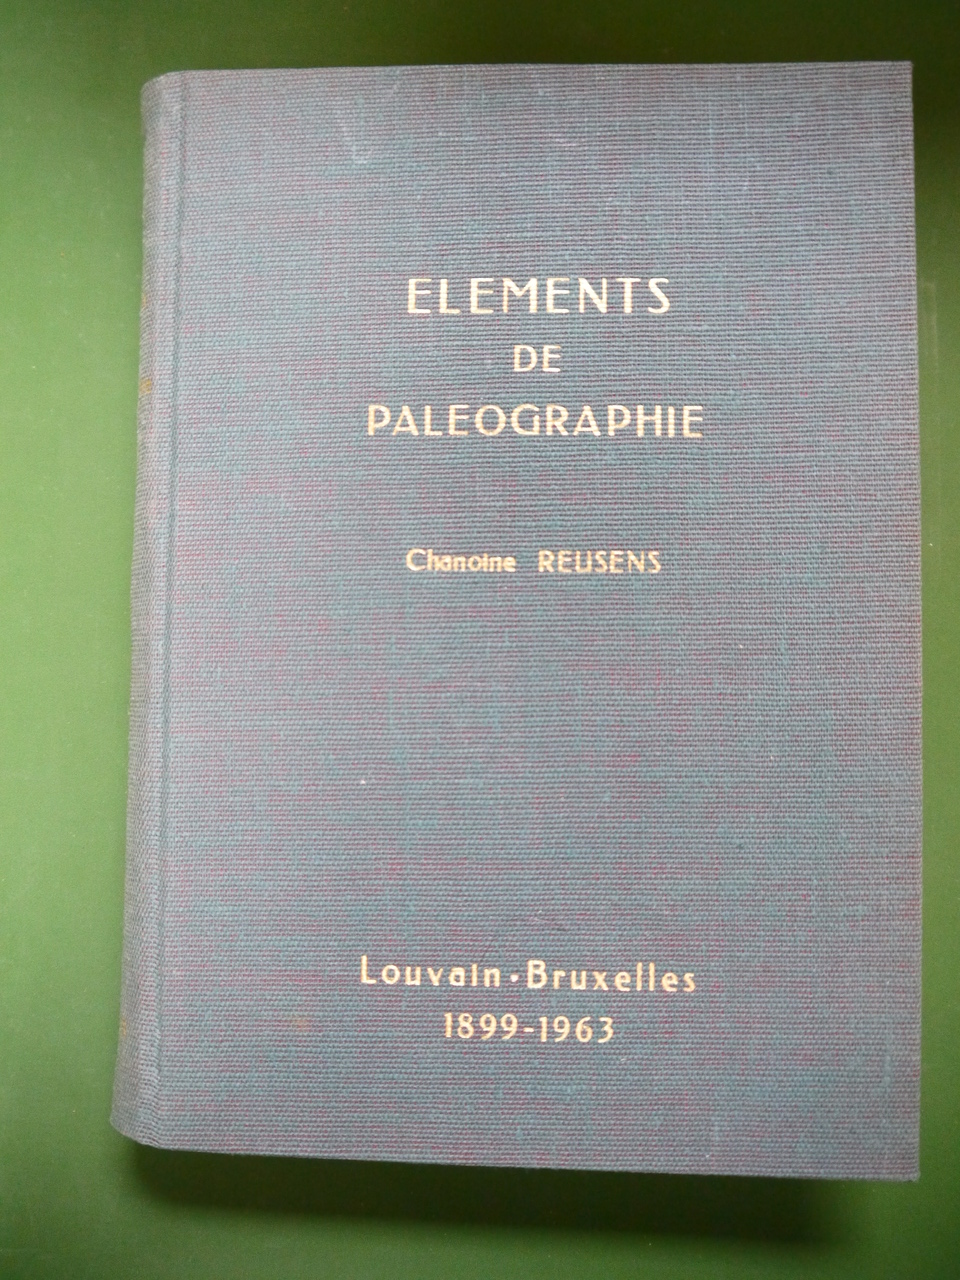 ELEMENTS
DE
PALEOGRAPHIE
Chanoine REUSENS
Louvain·Bruxelles
1899-1963